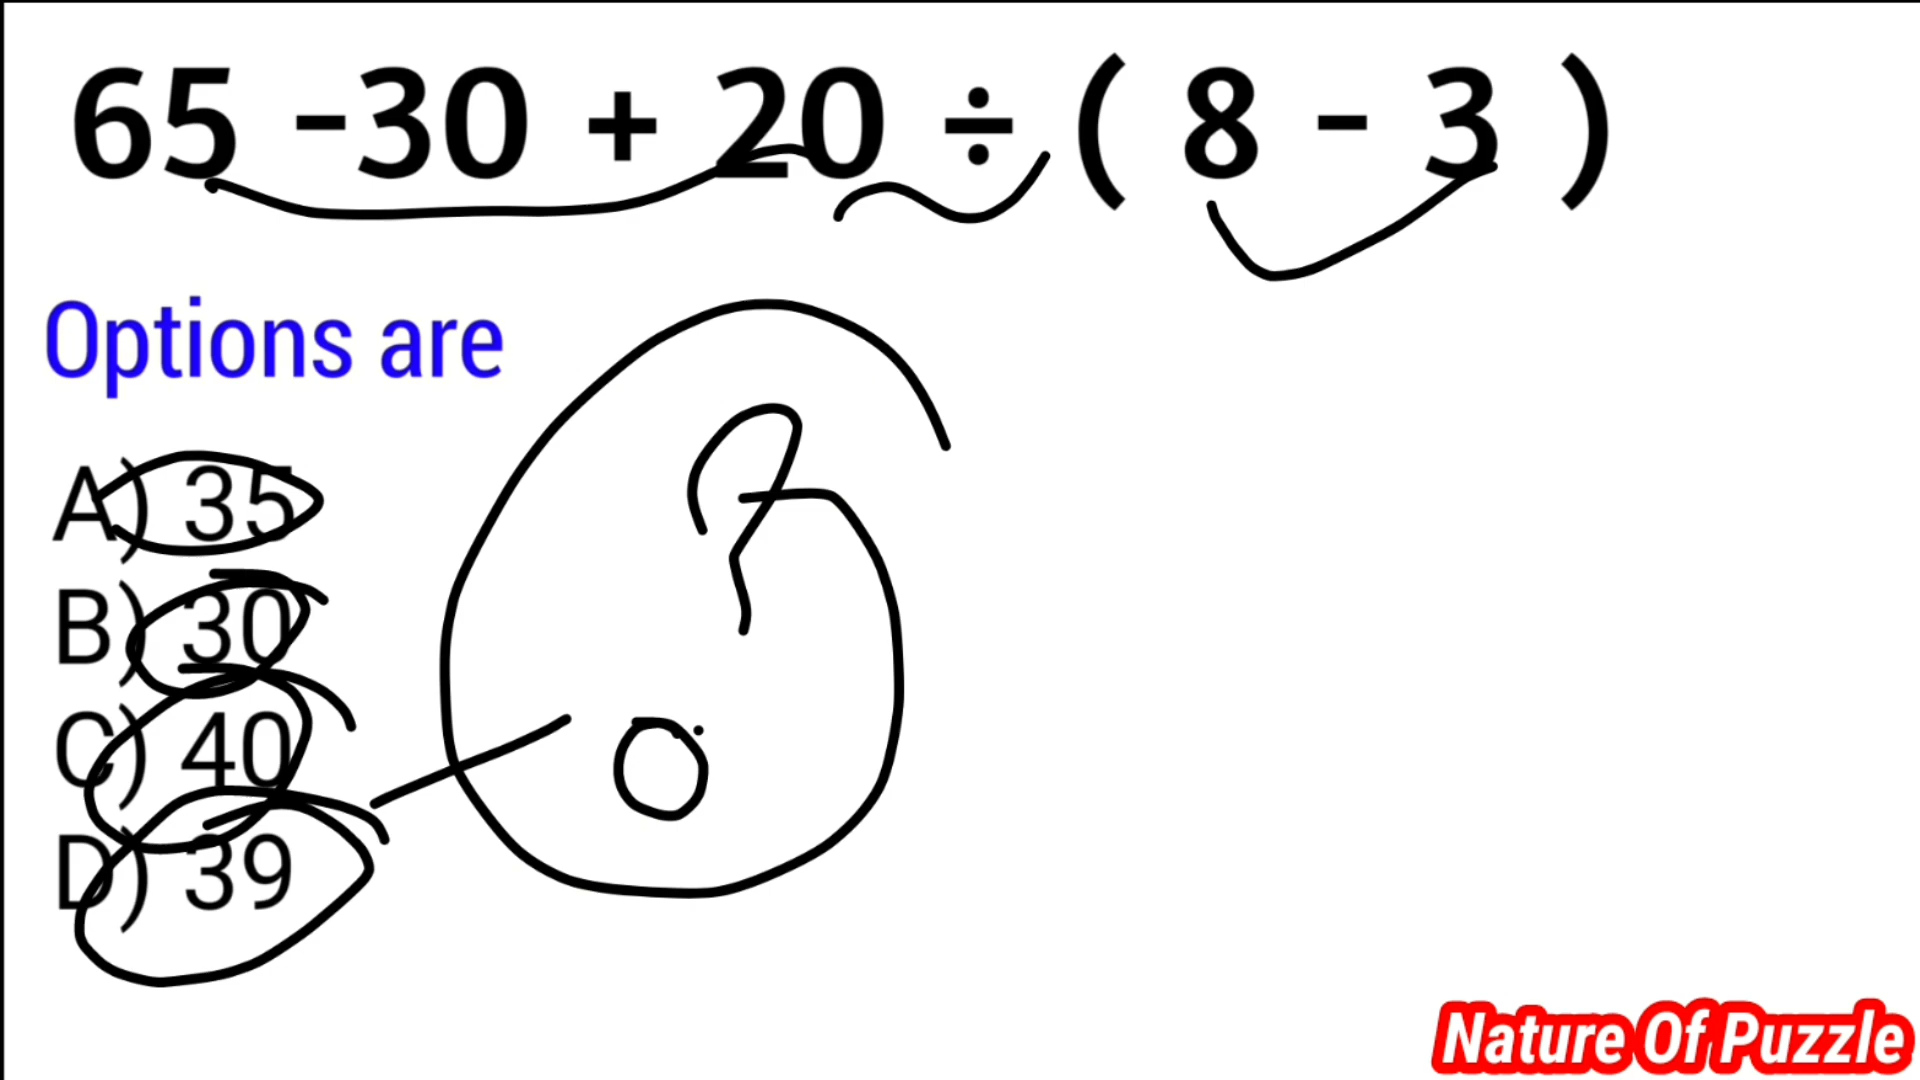 65 -30 + 20 ÷ ( 8 - 3 )
Options are
A) 35
B) 30
C) 40
D) 39
?
Nature Of Puzzle